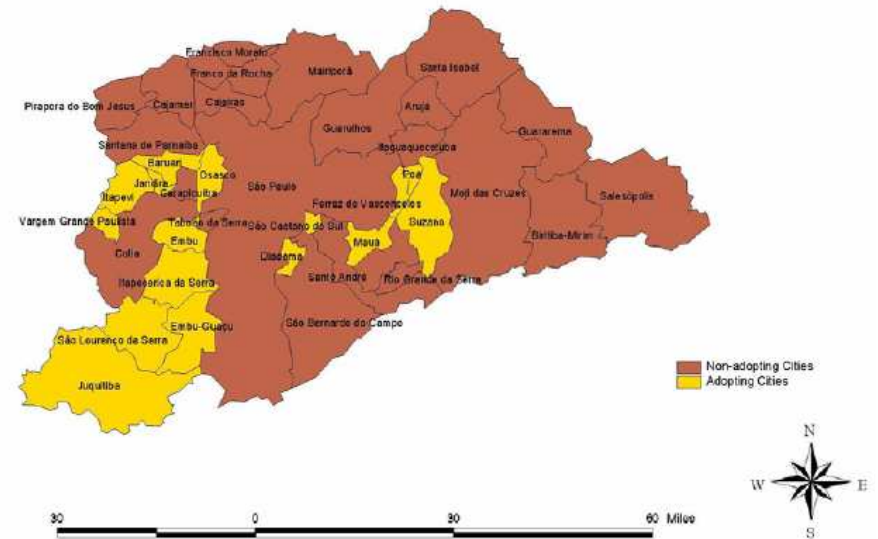 Francisco Morato
Franco da Rocha
Mairiporã
Santa Isabel
Pirapora do Bom Jesus
Cajamar
Caieiras
Arujá
Guarulhos
Guararema
Santana de Parnaíba
Itaquaquecetuba
Barueri
Osasco
Poá
Jandira
Itapevi
Carapicuiba
São Paulo
Moji das Cruzes
Salesópolis
Ferraz de Vasconcelos
Vargem Grande Paulista
Taboão da Serra
São Caetano do Sul
Suzano
Embu
Mauá
Biritiba-Mirim
Cotia
Diadema
Itapecerica da Serra
Santo André
Rio Grande da Serra
Embu-Guaçu
São Bernardo do Campo
São Lourenço da Serra
Juquitiba
Non-adopting Cities
Adopting Cities
N
W
E
S
30
0
30
60 Miles